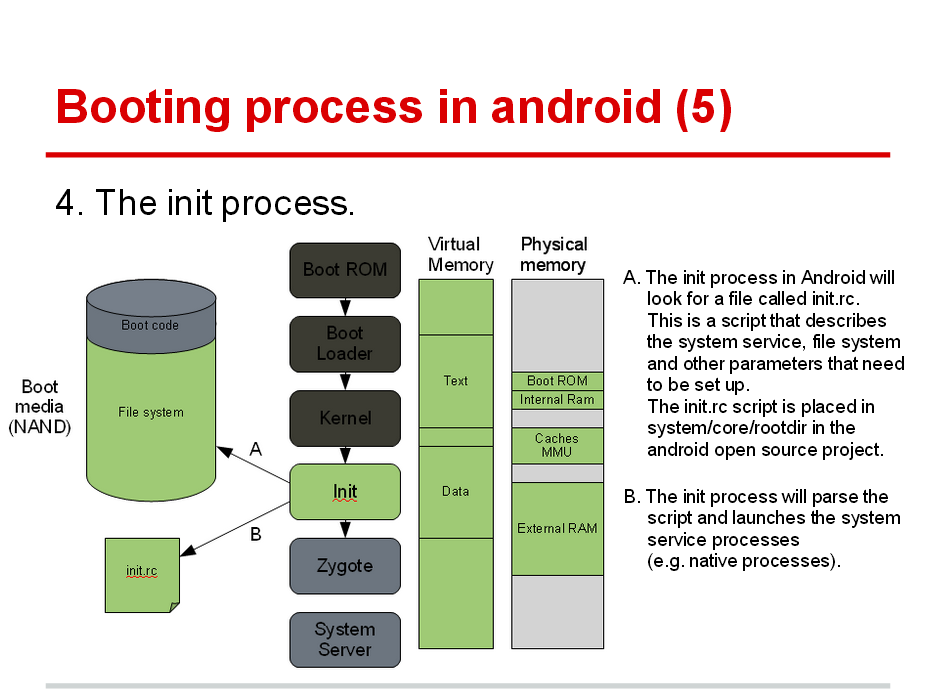 Booting process in android (5)
4. The init process.
Boot code
File system
Boot
media
(NAND)
A
B
init.rc
Boot ROM
Boot
Loader
Kernel
Init
Zygote
System
Server
Virtual
Memory
Text
Data
Physical
memory
Boot ROM
Internal Ram
Caches
MMU
External RAM
A. The init process in Android will
look for a file called init.rc.
This is a script that describes
the system service, file system
and other parameters that need
to be set up.
The init.rc script is placed in
system/core/rootdir in the
android open source project.
B. The init process will parse the
script and launches the system
service processes
(e.g. native processes).